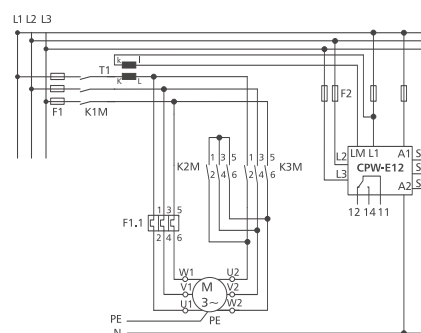 L1 L2 L3
k l
T1
K L
F1 K1M
F2
LM L1 A1 S
L2 CPW-E12 S
L3 A2 S
12 14 11
1 3 5 1 3 5
K2M K3M
2 4 6 2 4 6
1 3 5
F1.1
2 4 6
W1 U2
V1 M V2
3~
U1 W2
PE PE
N